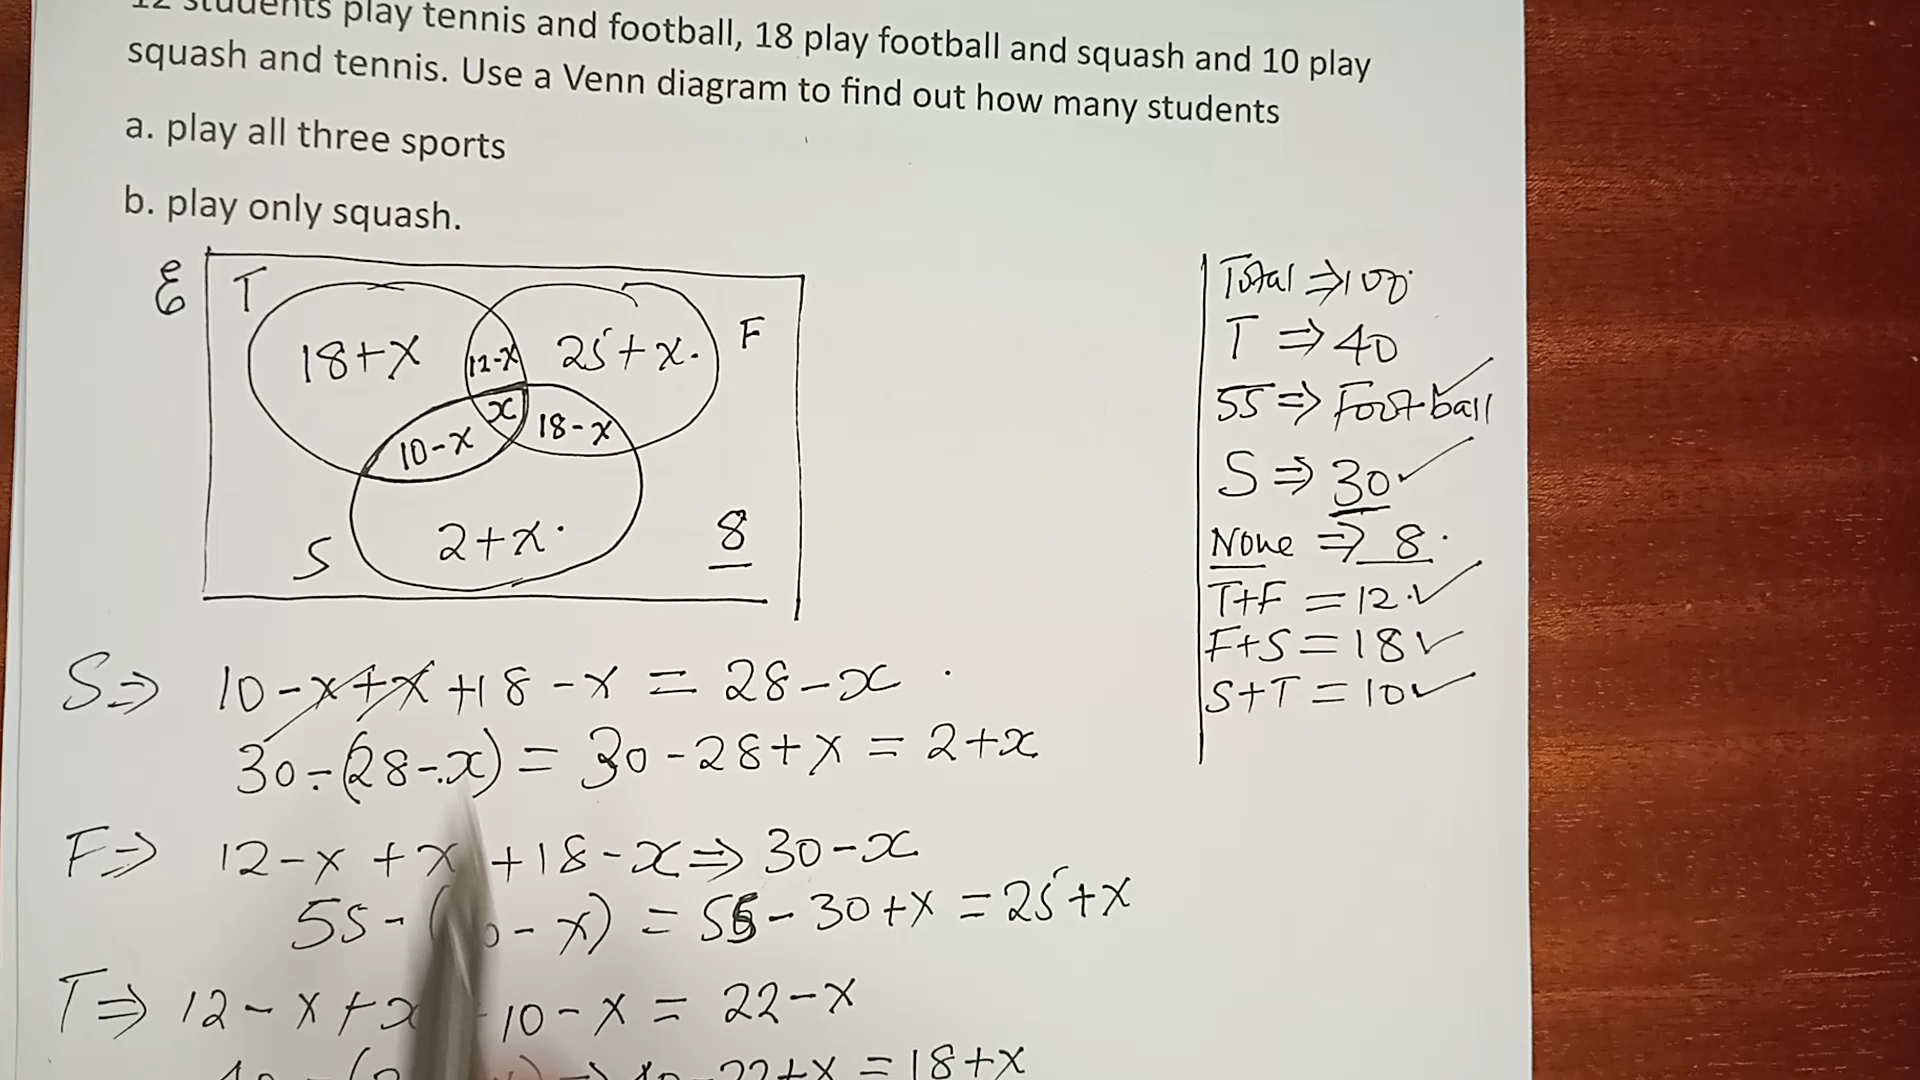 12 students play tennis and football, 18 play football and squash and 10 play
squash and tennis. Use a Venn diagram to find out how many students
a. play all three sports
b. play only squash.
ℰ T F S
18+x 12-x 25+x.
x
10-x 18-x
2+x. 8
Total ⇒ 100
T ⇒ 40
55 ⇒ Football ✓
S ⇒ 30 ✓
None ⇒ 8.
T+F = 12. ✓
F+S = 18 ✓
S+T = 10 ✓
S ⇒ 10-x+x+18-x = 28-x
30-(28-x) = 30-28+x = 2+x
F ⇒ 12-x+x+18-x ⇒ 30-x
55-( -x) = 55-30+x = 25+x
T ⇒ 12-x+x 10-x = 22-x
22+x = 18+x